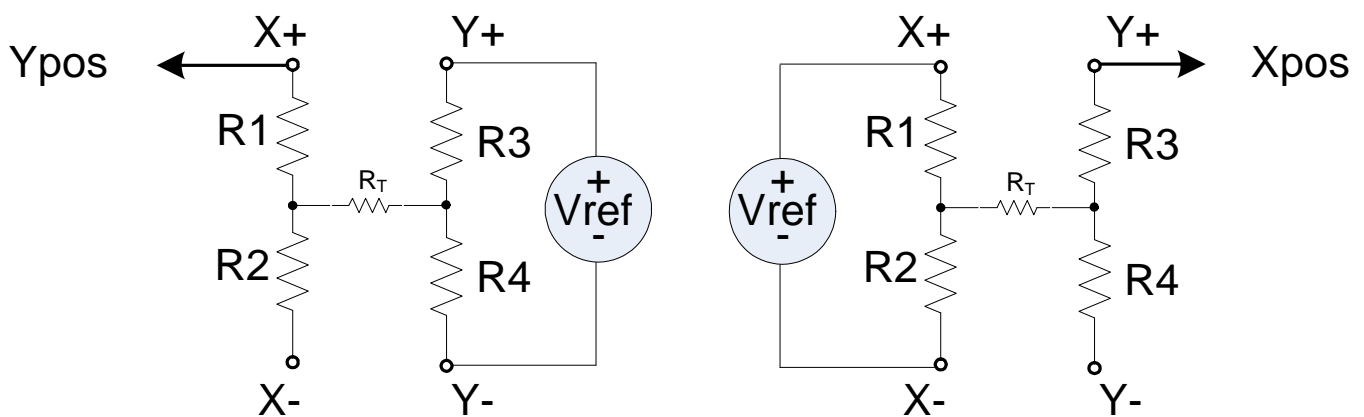 X+
Y+
Ypos
R1
R3
RT
+
Vref
-
R2
R4
X-
Y-
X+
Y+
Xpos
R1
R3
RT
+
Vref
-
R2
R4
X-
Y-